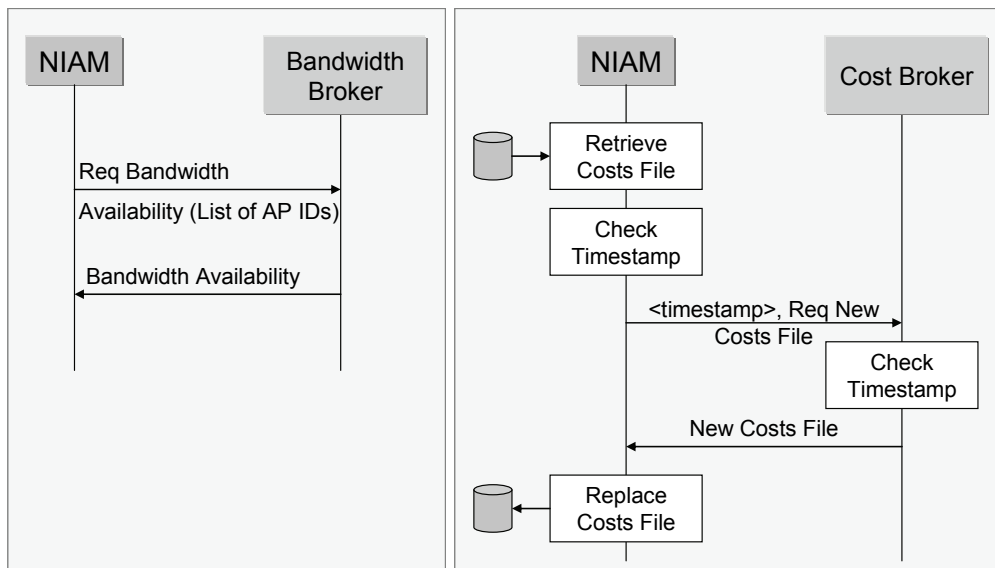 NIAM
Bandwidth
Broker
Req Bandwidth
Availability (List of AP IDs)
Bandwidth Availability
NIAM
Cost Broker
Retrieve
Costs File
Check
Timestamp
<timestamp>, Req New
Costs File
Check
Timestamp
New Costs File
Replace
Costs File